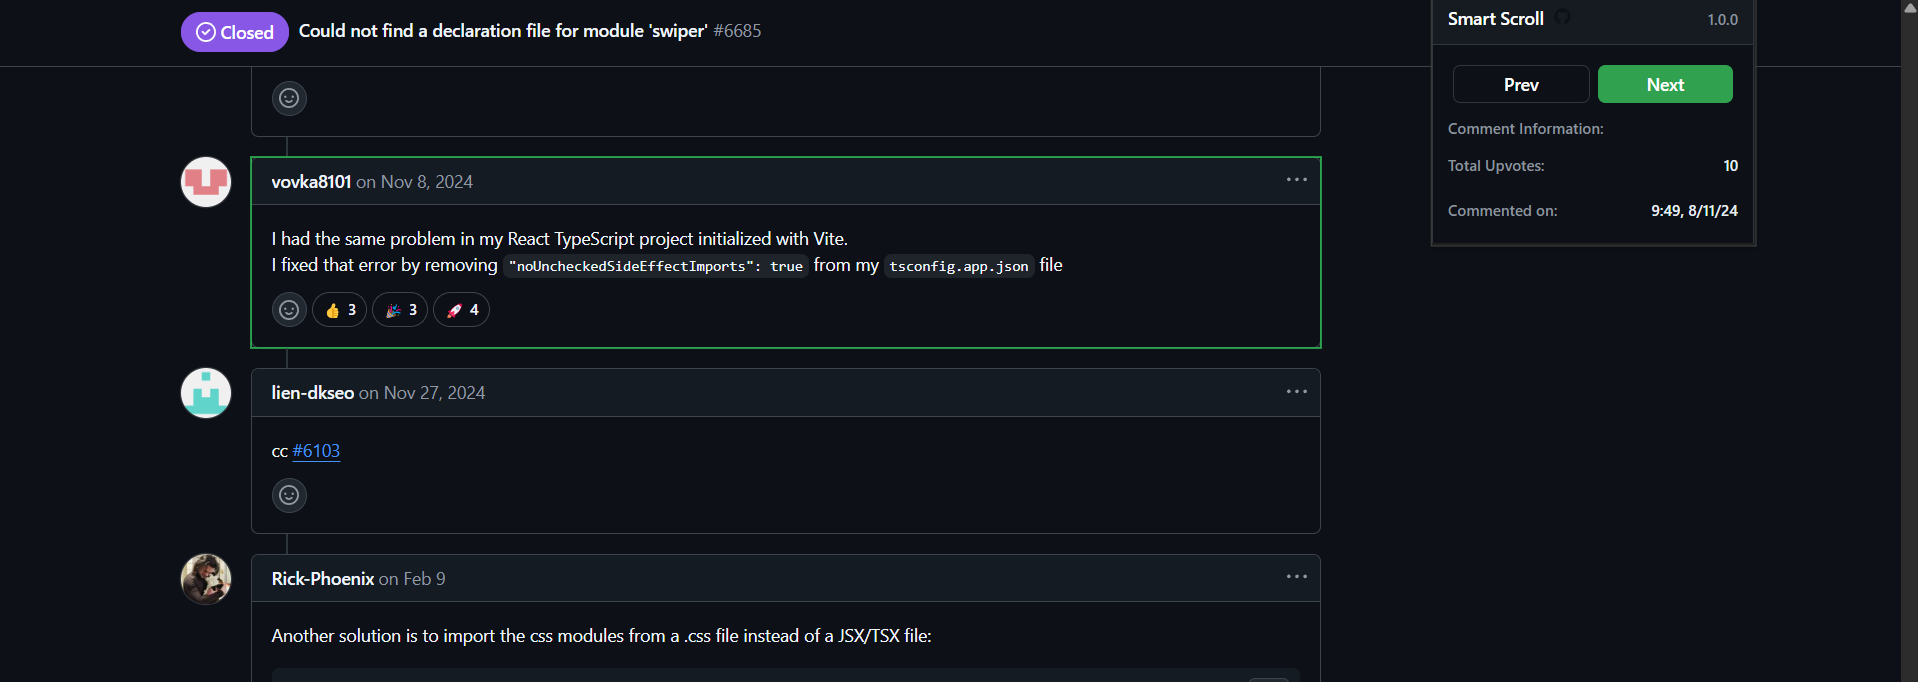 Closed
Could not find a declaration file for module 'swiper' #6685
vovka8101 on Nov 8, 2024
I had the same problem in my React TypeScript project initialized with Vite.
I fixed that error by removing "noUncheckedSideEffectImports": true from my tsconfig.app.json file
3 3 4
lien-dkseo on Nov 27, 2024
cc #6103
Rick-Phoenix on Feb 9
Another solution is to import the css modules from a .css file instead of a JSX/TSX file:
Smart Scroll 1.0.0
Prev Next
Comment Information:
Total Upvotes: 10
Commented on: 9:49, 8/11/24